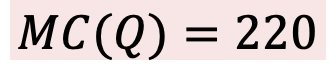 MC(Q) = 220